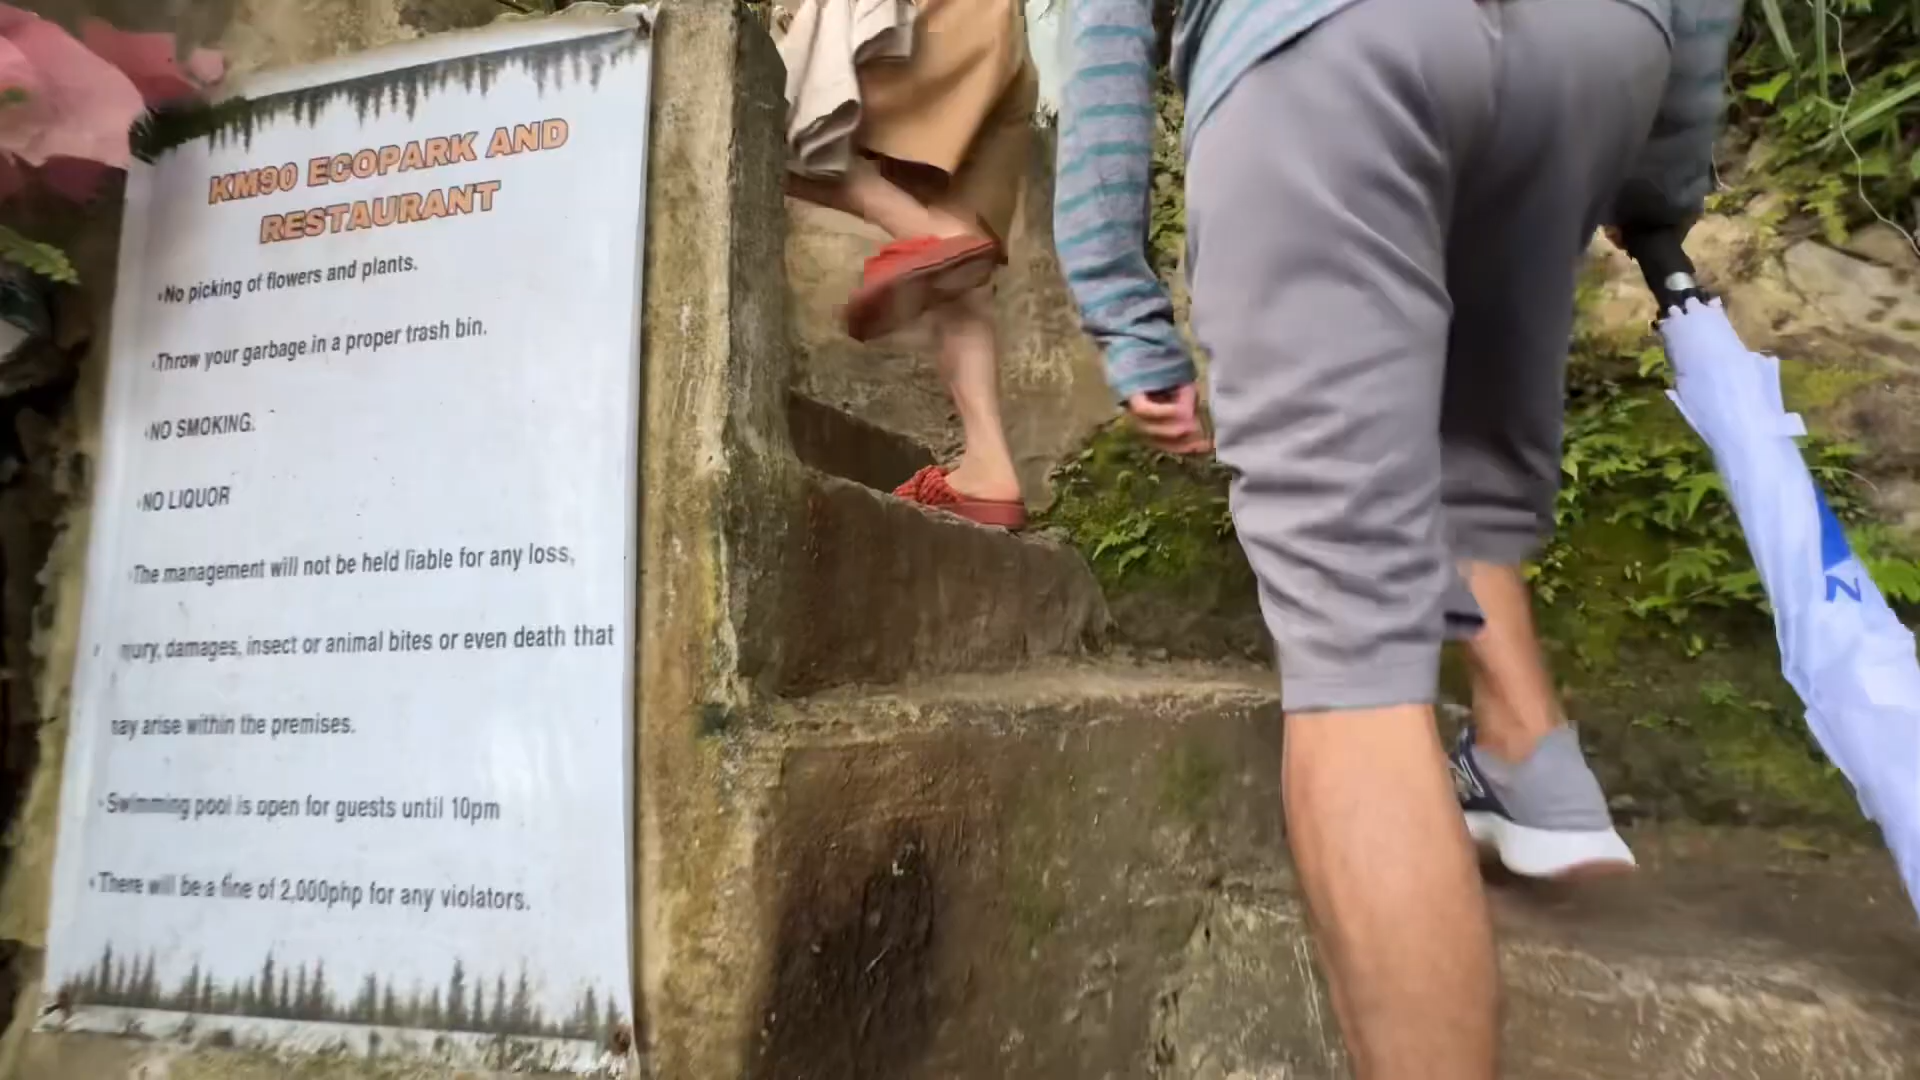 KM90 ECOPARK AND
RESTAURANT
•No picking of flowers and plants.
•Throw your garbage in a proper trash bin.
•NO SMOKING.
•NO LIQUOR
•The management will not be held liable for any loss,
njury, damages, insect or animal bites or even death that
may arise within the premises.
•Swimming pool is open for guests until 10pm
•There will be a fine of 2,000php for any violators.
N